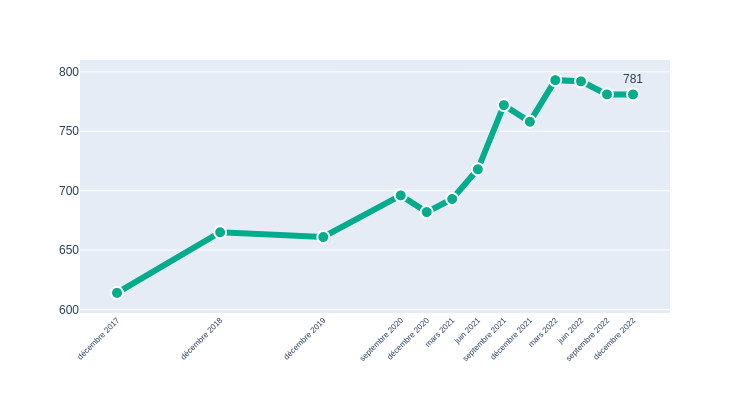 800
781
750
700
650
600
décembre 2017
décembre 2018
décembre 2019
septembre 2020
décembre 2020
mars 2021
juin 2021
septembre 2021
décembre 2021
mars 2022
juin 2022
septembre 2022
décembre 2022